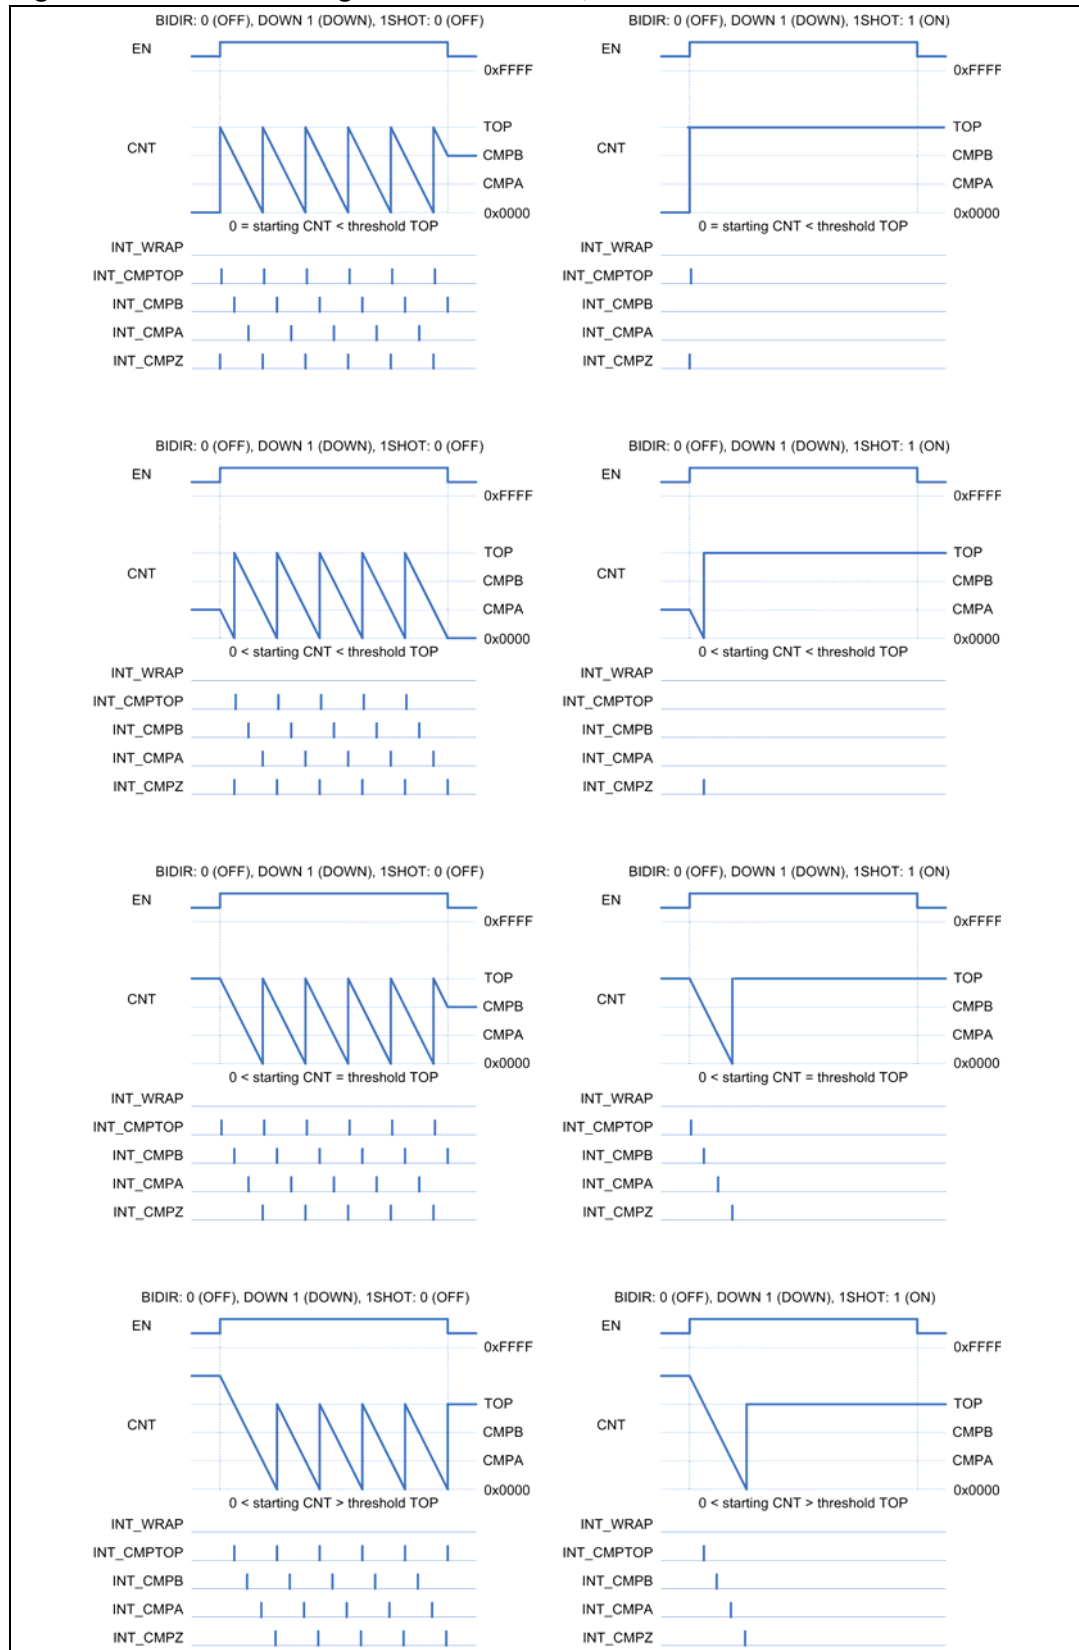 BIDIR: 0 (OFF), DOWN 1 (DOWN), 1SHOT: 0 (OFF)
EN
0xFFFF
TOP
CNT
CMPB
CMPA
0x0000
0 = starting CNT < threshold TOP
INT_WRAP
INT_CMPTOP
INT_CMPB
INT_CMPA
INT_CMPZ
BIDIR: 0 (OFF), DOWN 1 (DOWN), 1SHOT: 1 (ON)
EN
0xFFFF
TOP
CNT
CMPB
CMPA
0x0000
0 = starting CNT < threshold TOP
INT_WRAP
INT_CMPTOP
INT_CMPB
INT_CMPA
INT_CMPZ
BIDIR: 0 (OFF), DOWN 1 (DOWN), 1SHOT: 0 (OFF)
EN
0xFFFF
TOP
CNT
CMPB
CMPA
0x0000
0 < starting CNT < threshold TOP
INT_WRAP
INT_CMPTOP
INT_CMPB
INT_CMPA
INT_CMPZ
BIDIR: 0 (OFF), DOWN 1 (DOWN), 1SHOT: 1 (ON)
EN
0xFFFF
TOP
CNT
CMPB
CMPA
0x0000
0 < starting CNT < threshold TOP
INT_WRAP
INT_CMPTOP
INT_CMPB
INT_CMPA
INT_CMPZ
BIDIR: 0 (OFF), DOWN 1 (DOWN), 1SHOT: 0 (OFF)
EN
0xFFFF
TOP
CNT
CMPB
CMPA
0x0000
0 < starting CNT = threshold TOP
INT_WRAP
INT_CMPTOP
INT_CMPB
INT_CMPA
INT_CMPZ
BIDIR: 0 (OFF), DOWN 1 (DOWN), 1SHOT: 1 (ON)
EN
0xFFFF
TOP
CNT
CMPB
CMPA
0x0000
0 < starting CNT = threshold TOP
INT_WRAP
INT_CMPTOP
INT_CMPB
INT_CMPA
INT_CMPZ
BIDIR: 0 (OFF), DOWN 1 (DOWN), 1SHOT: 0 (OFF)
EN
0xFFFF
TOP
CNT
CMPB
CMPA
0x0000
0 < starting CNT > threshold TOP
INT_WRAP
INT_CMPTOP
INT_CMPB
INT_CMPA
INT_CMPZ
BIDIR: 0 (OFF), DOWN 1 (DOWN), 1SHOT: 1 (ON)
EN
0xFFFF
TOP
CNT
CMPB
CMPA
0x0000
0 < starting CNT > threshold TOP
INT_WRAP
INT_CMPTOP
INT_CMPB
INT_CMPA
INT_CMPZ